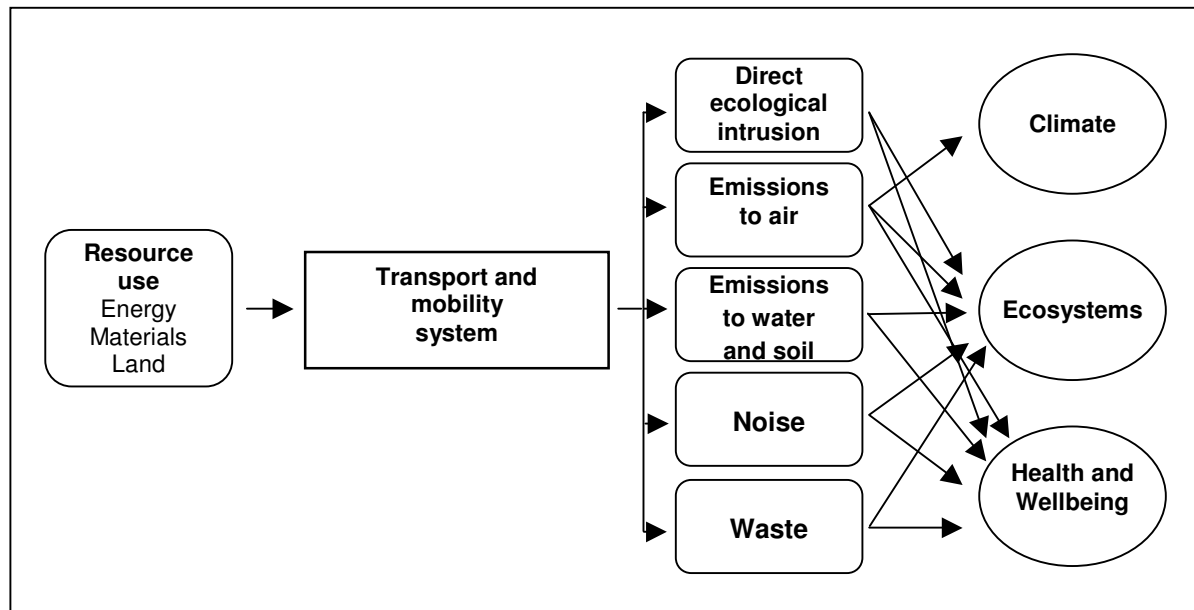 Resource
use
Energy
Materials
Land
Transport and
mobility
system
Direct
ecological
intrusion
Emissions
to air
Emissions
to water
and soil
Noise
Waste
Climate
Ecosystems
Health and
Wellbeing